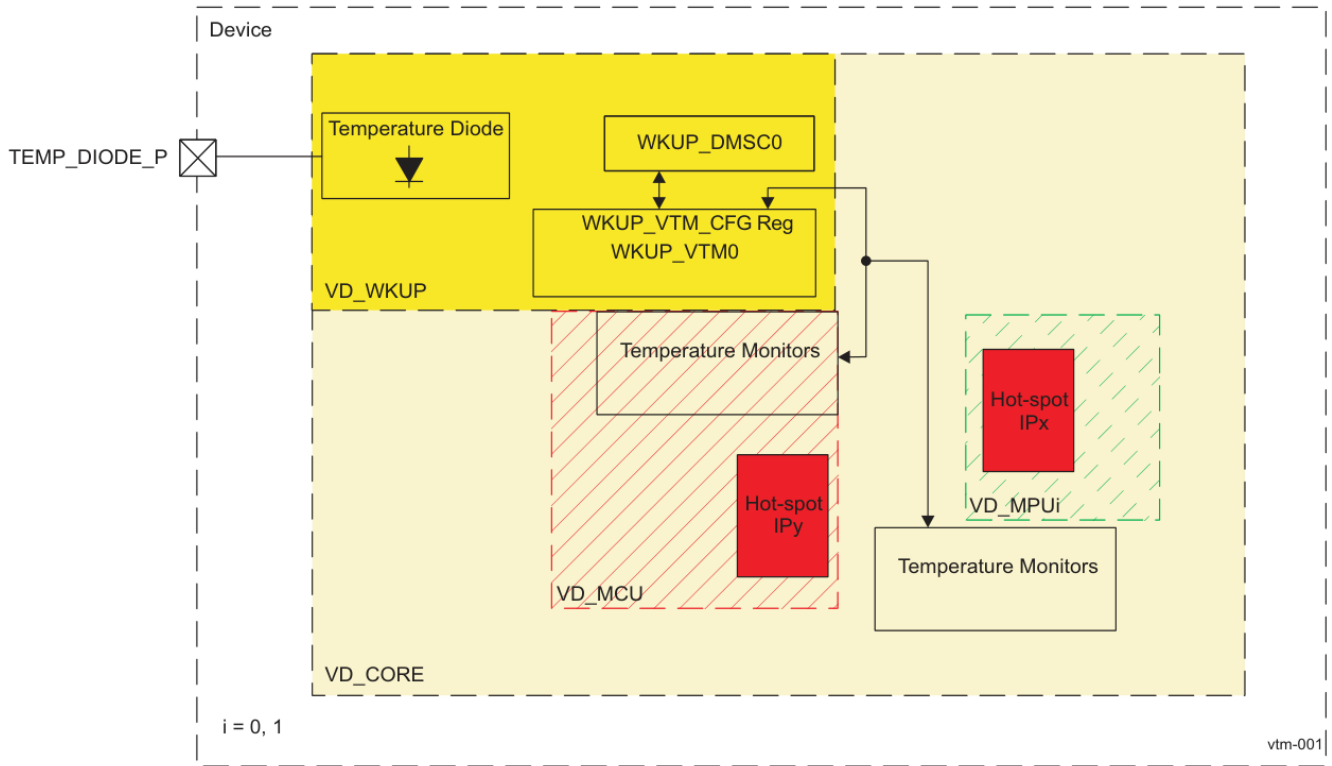 Device
Temperature Diode
TEMP_DIODE_P
WKUP_DMSC0
WKUP_VTM_CFG Reg
WKUP_VTM0
VD_WKUP
Temperature Monitors
Hot-spot
IPx
VD_MPUi
Hot-spot
IPy
Temperature Monitors
VD_MCU
VD_CORE
i = 0, 1
vtm-001